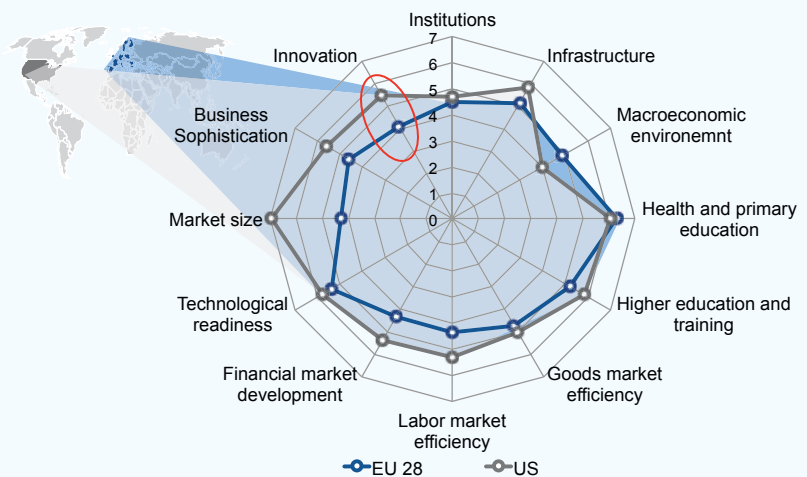 Institutions
7
6
5
4
3
2
1
0
Infrastructure
Macroeconomic
environemnt
Health and primary
education
Higher education and
training
Goods market
efficiency
Labor market
efficiency
Financial market
development
Technological
readiness
Market size
Business
Sophistication
Innovation
EU 28
US